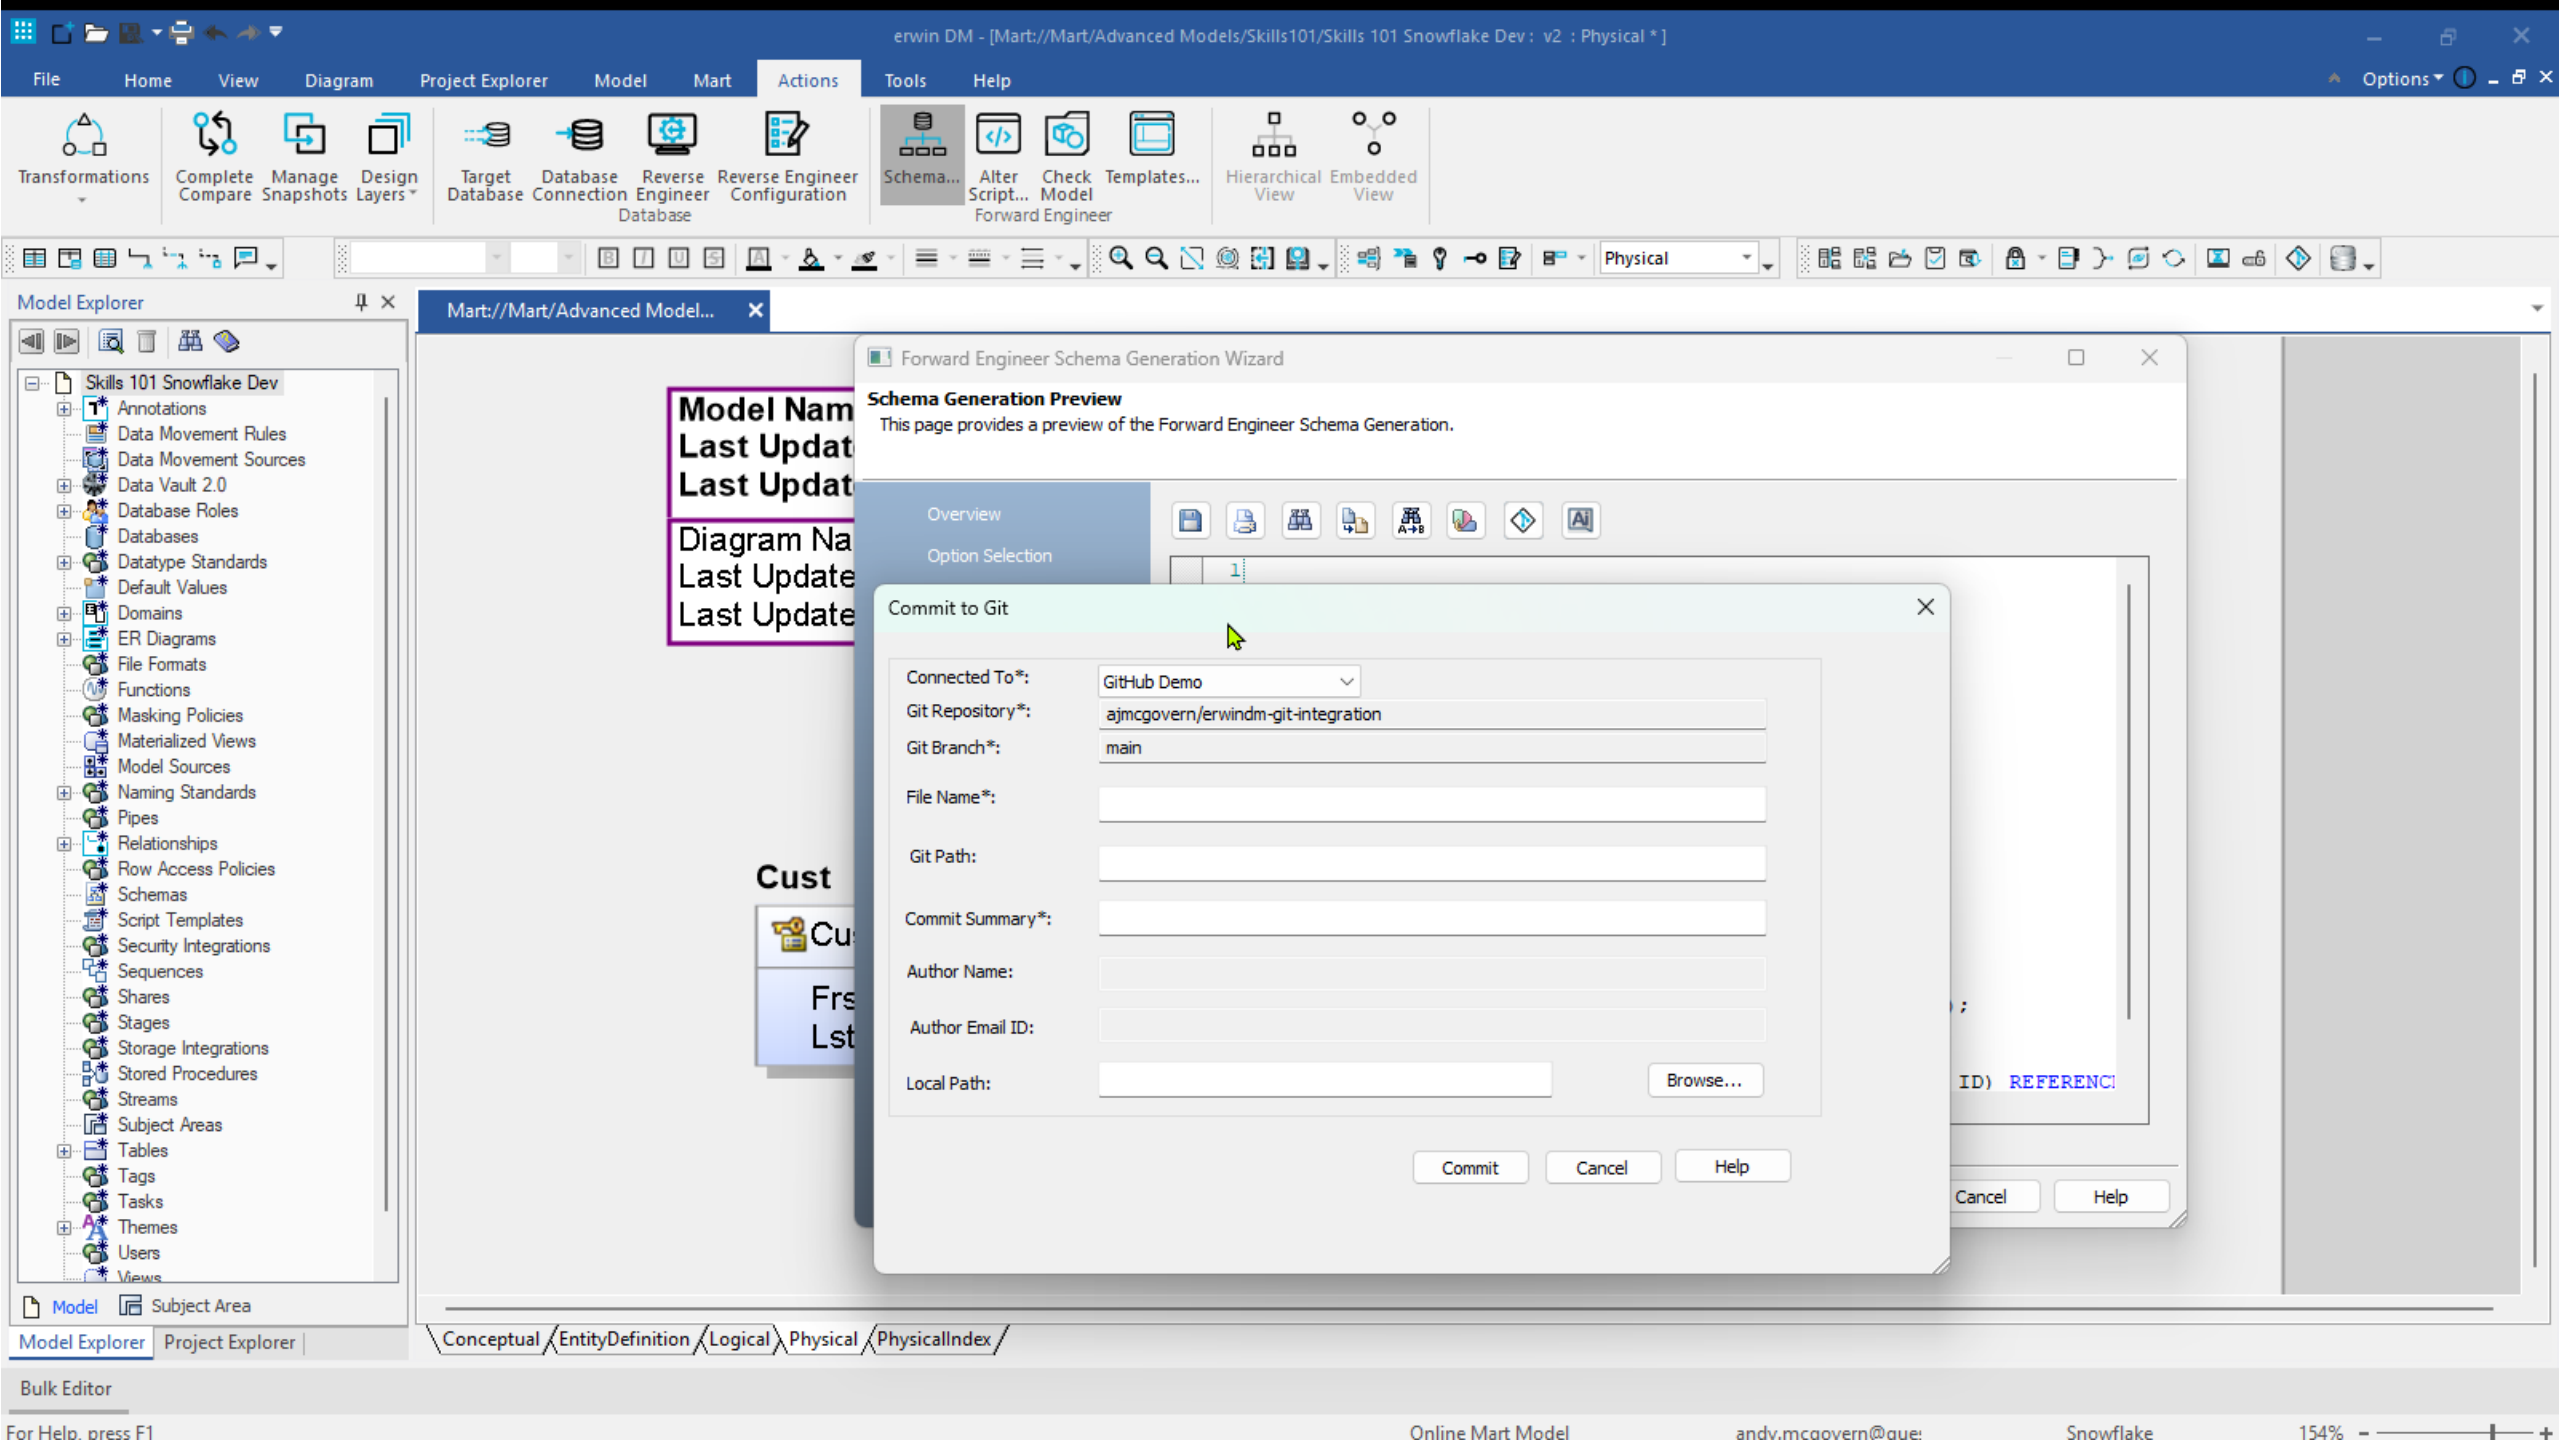 erwin DM - [Mart://Mart/Advanced Models/Skills101/Skills 101 Snowflake Dev : v2 : Physical * ]
File Home View Diagram Project Explorer Model Mart Actions Tools Help Options
Transformations
Complete Compare
Manage Snapshots
Design Layers
Target Database
Database Connection
Reverse Engineer
Reverse Engineer Configuration
Database
Schema...
Alter Script...
Check Model
Templates...
Forward Engineer
Hierarchical View
Embedded View
Physical
Model Explorer
Mart://Mart/Advanced Model...
Skills 101 Snowflake Dev
Annotations
Data Movement Rules
Data Movement Sources
Data Vault 2.0
Database Roles
Databases
Datatype Standards
Default Values
Domains
ER Diagrams
File Formats
Functions
Masking Policies
Materialized Views
Model Sources
Naming Standards
Pipes
Relationships
Row Access Policies
Schemas
Script Templates
Security Integrations
Sequences
Shares
Stages
Storage Integrations
Stored Procedures
Streams
Subject Areas
Tables
Tags
Tasks
Themes
Users
Views
Model Subject Area
Model Explorer Project Explorer
Model Nam
Last Updat
Last Updat
Diagram Na
Last Update
Last Update
Cust
Cu
Frs
Lst
Forward Engineer Schema Generation Wizard
Schema Generation Preview
This page provides a preview of the Forward Engineer Schema Generation.
Overview
Option Selection
Ai
1
Commit to Git
Connected To*: GitHub Demo
Git Repository*: ajmcgovern/erwindm-git-integration
Git Branch*: main
File Name*:
Git Path:
Commit Summary*:
Author Name:
Author Email ID:
Local Path: Browse...
Commit Cancel Help
);
ID) REFERENC
Cancel Help
Conceptual EntityDefinition Logical Physical PhysicalIndex
Bulk Editor
For Help, press F1 Online Mart Model andy.mcgovern@que Snowflake 154%